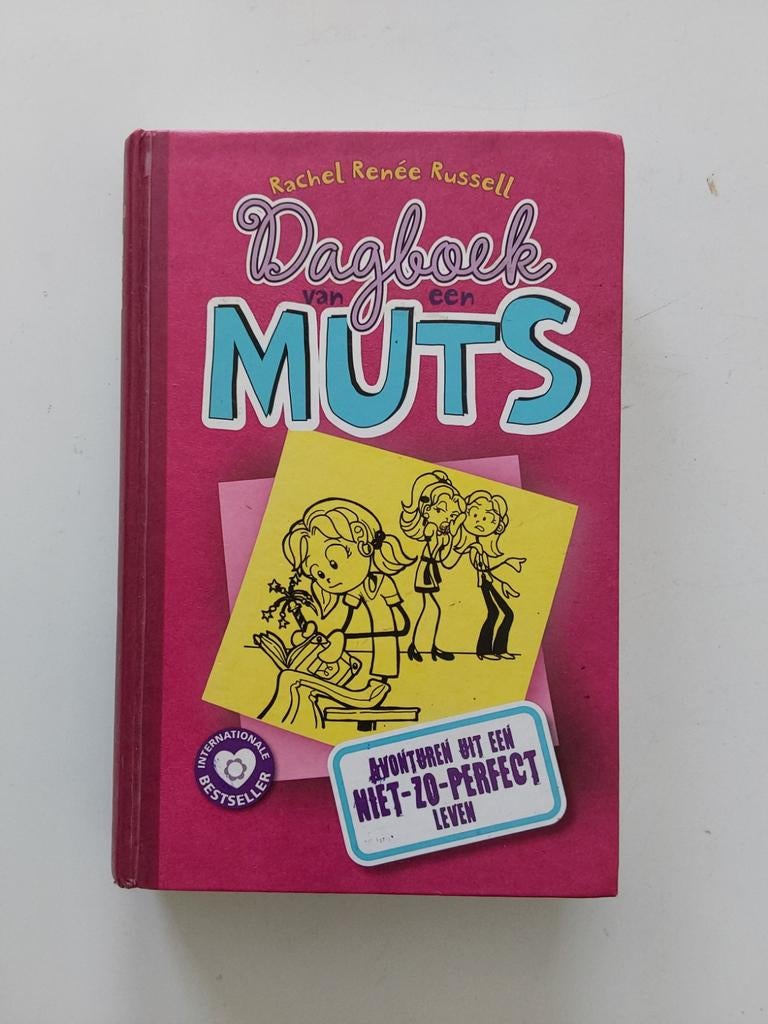 Rachel Renée Russell
Dagboek
van een
MUTS
INTERNATIONALE
BESTSELLER
AVONTUREN UIT EEN
NIET-ZO-PERFECT
LEVEN